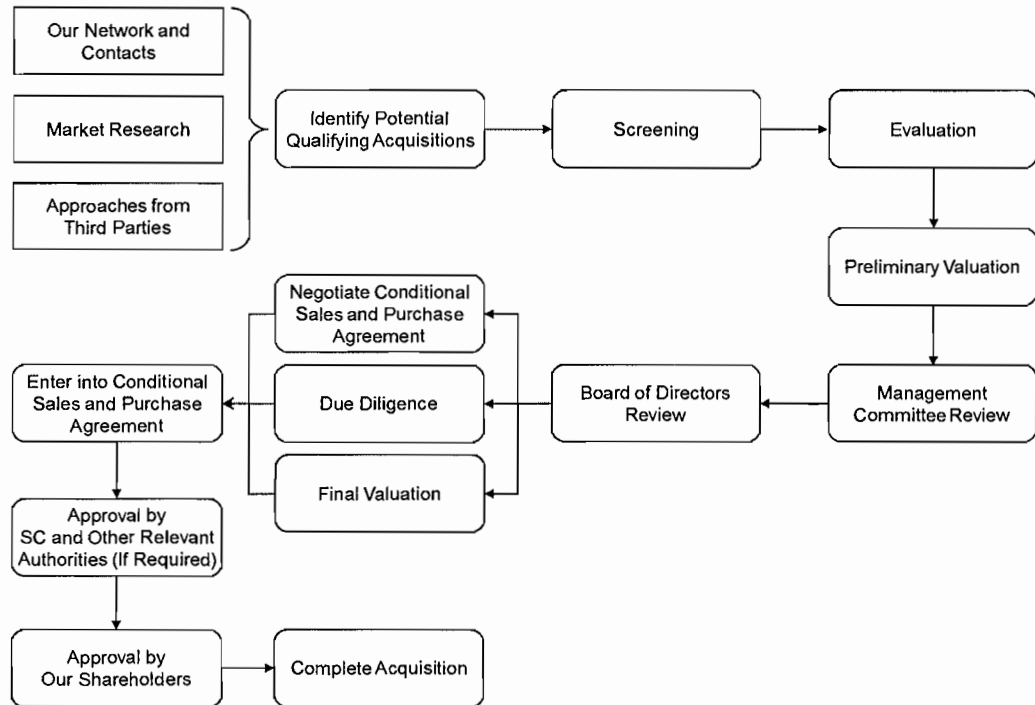 Our Network and
Contacts
Market Research
Approaches from
Third Parties
Identify Potential
Qualifying Acquisitions
Screening
Evaluation
Preliminary Valuation
Management
Committee Review
Board of Directors
Review
Negotiate Conditional
Sales and Purchase
Agreement
Due Diligence
Final Valuation
Enter into Conditional
Sales and Purchase
Agreement
Approval by
SC and Other Relevant
Authorities (If Required)
Approval by
Our Shareholders
Complete Acquisition